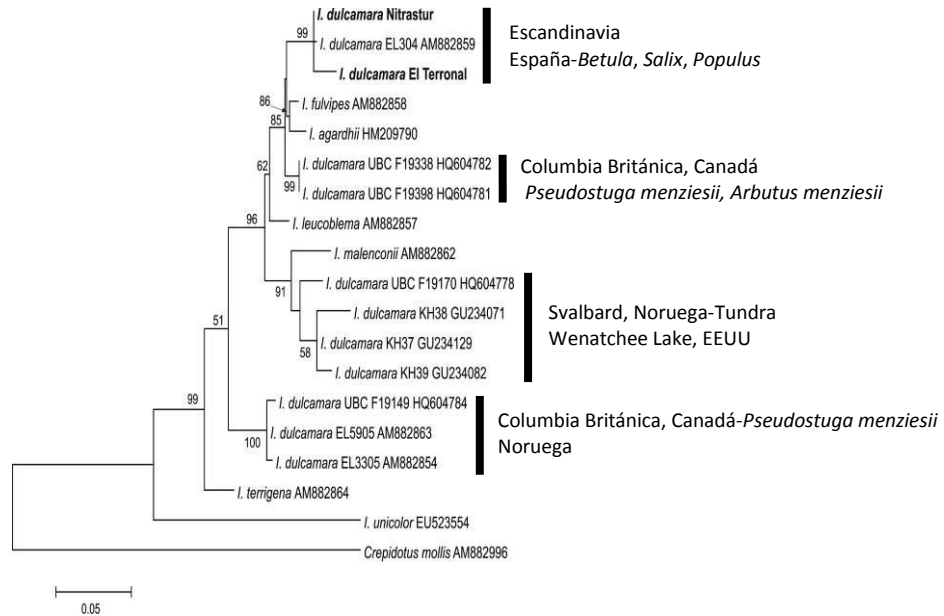 I. dulcamara Nitrastur
99
I. dulcamara EL304 AM882859
I. dulcamara El Terronal
Escandinavia
España-Betula, Salix, Populus
86
I. fulvipes AM882858
85
I. agardhii HM209790
62
I. dulcamara UBC F19338 HQ604782
99
I. dulcamara UBC F19398 HQ604781
Columbia Británica, Canadá
Pseudostuga menziesii, Arbutus menziesii
96
I. leucoblema AM882857
I. malenconii AM882862
91
I. dulcamara UBC F19170 HQ604778
I. dulcamara KH38 GU234071
I. dulcamara KH37 GU234129
58
I. dulcamara KH39 GU234082
Svalbard, Noruega-Tundra
Wenatchee Lake, EEUU
51
I. dulcamara UBC F19149 HQ604784
99
I. dulcamara EL5905 AM882863
100
I. dulcamara EL3305 AM882854
Columbia Británica, Canadá-Pseudostuga menziesii
Noruega
I. terrigena AM882864
I. unicolor EU523554
Crepidotus mollis AM882996
0.05